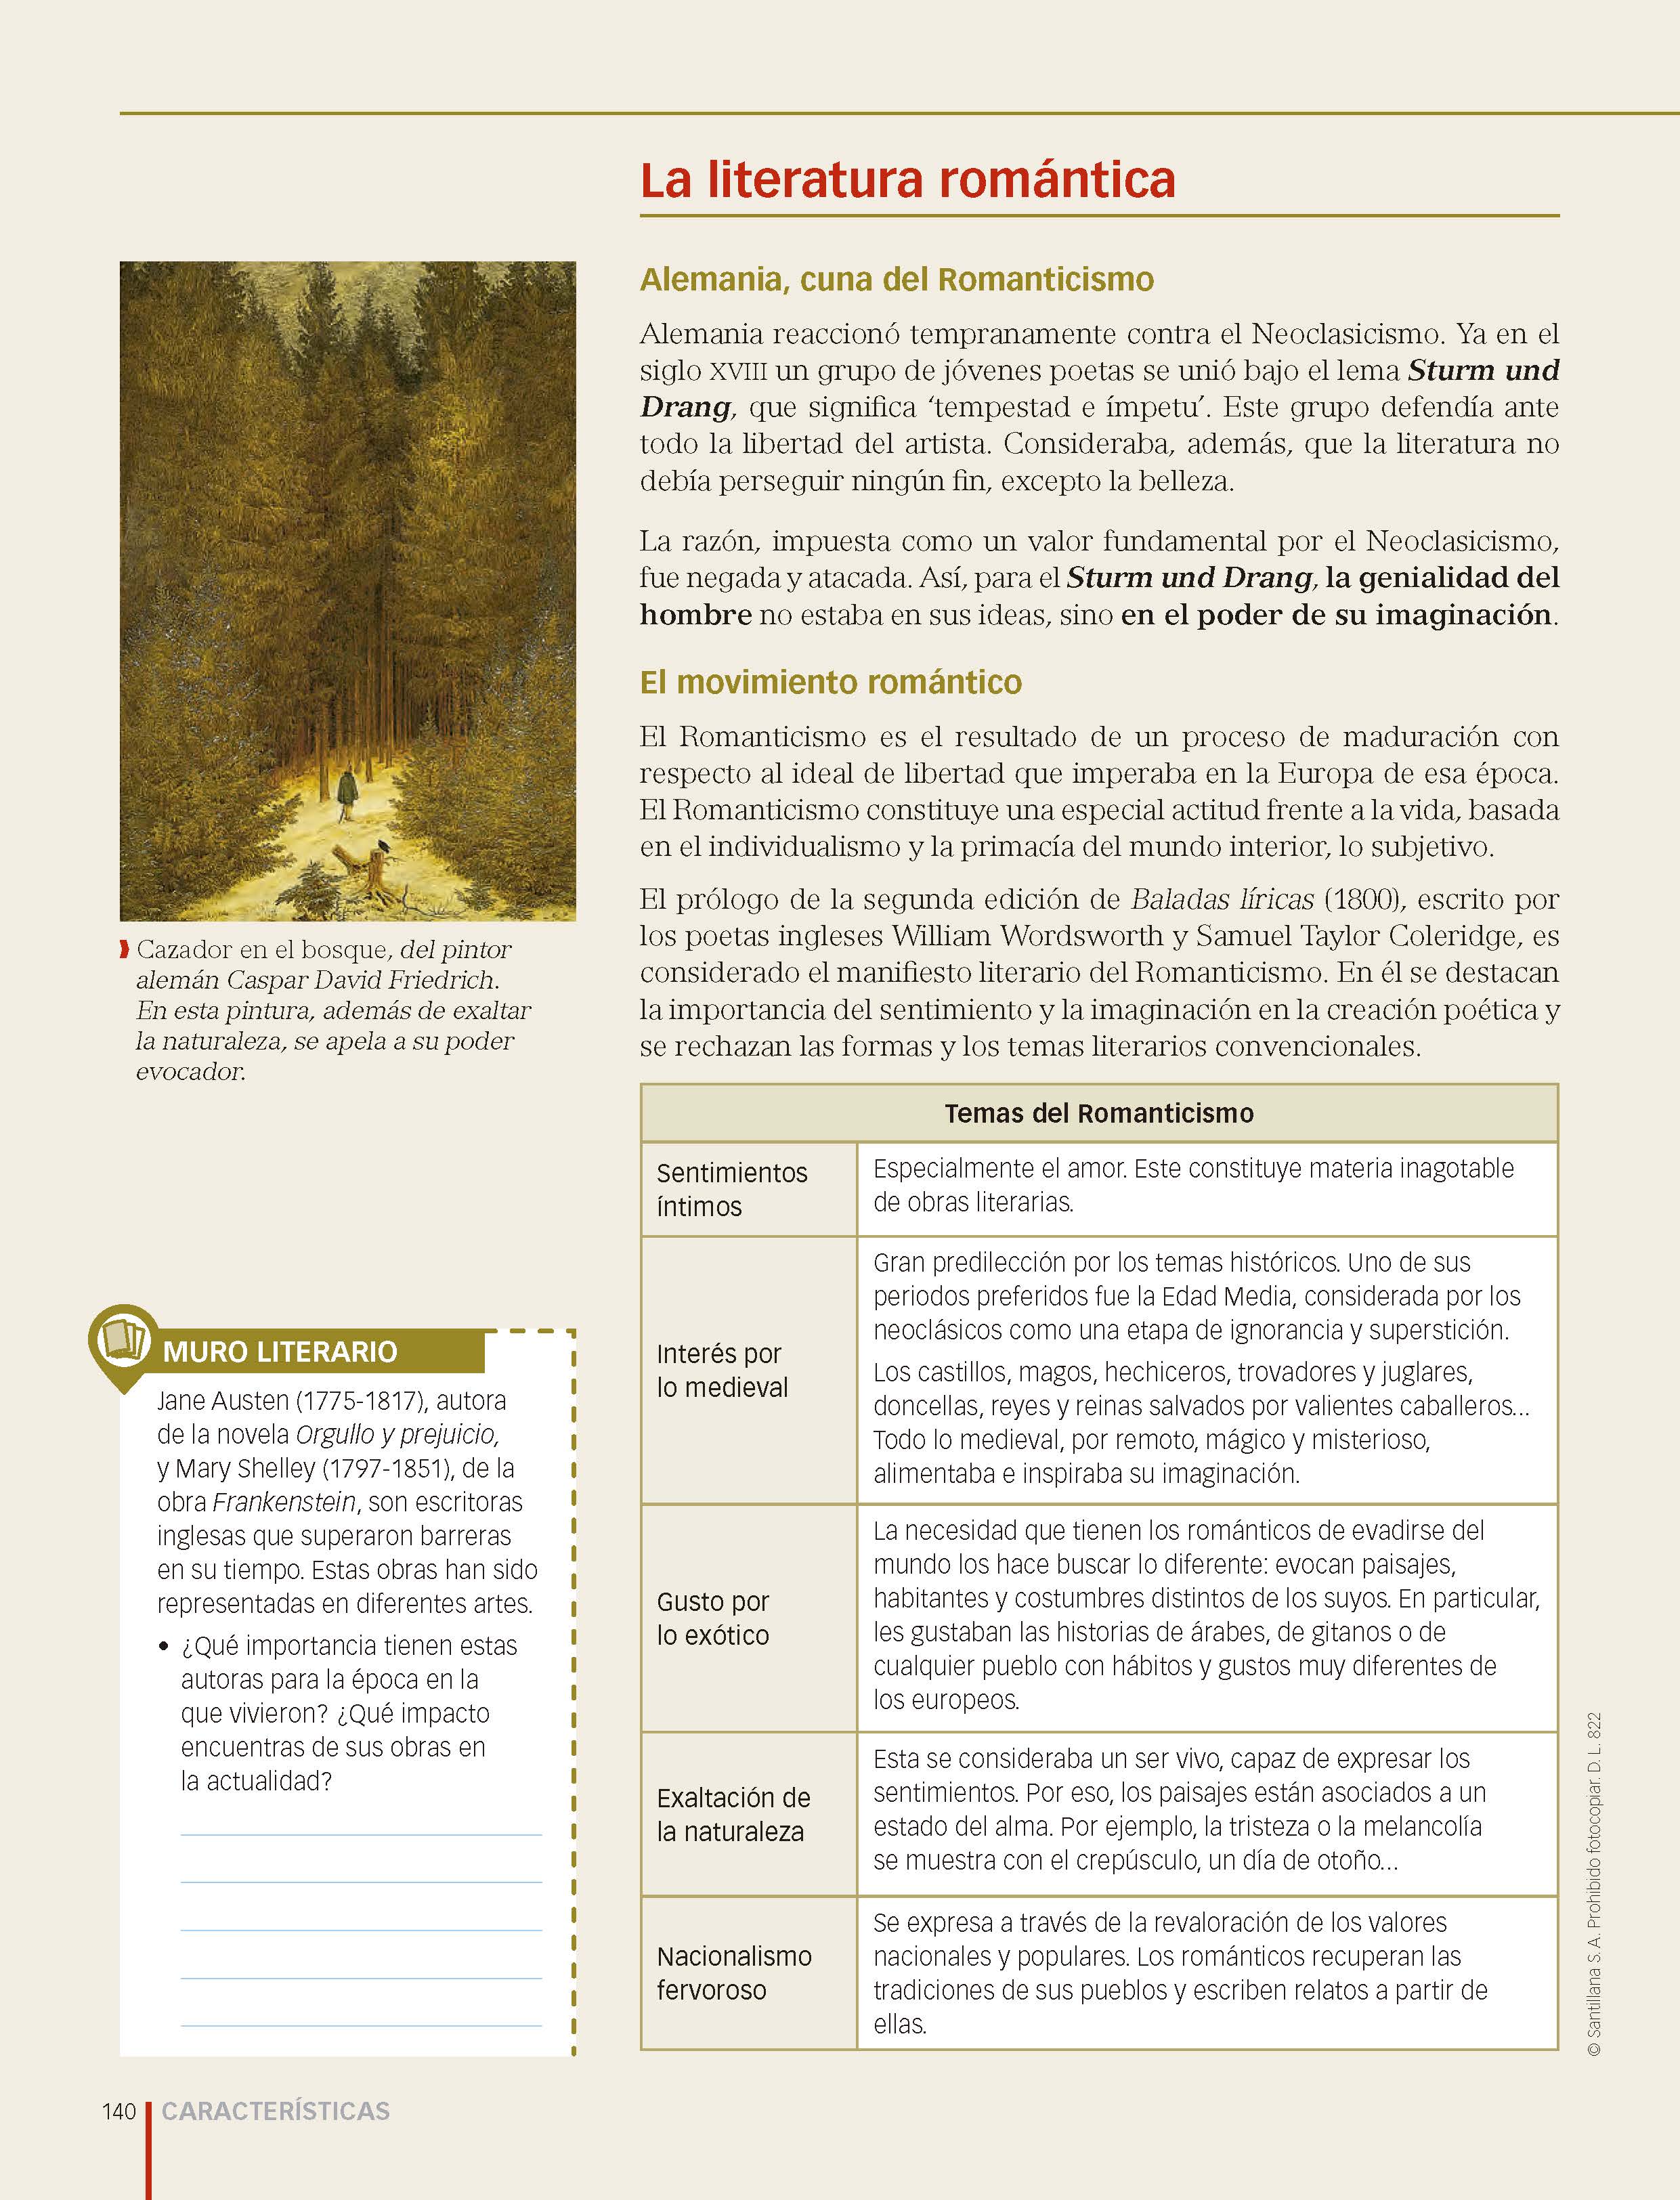 La literatura romántica
Alemania, cuna del Romanticismo
Alemania reaccionó tempranamente contra el Neoclasicismo. Ya en el
siglo XVIII un grupo de jóvenes poetas se unió bajo el lema Sturm und
Drang, que significa ‘tempestad e ímpetu’. Este grupo defendía ante
todo la libertad del artista. Consideraba, además, que la literatura no
debía perseguir ningún fin, excepto la belleza.
La razón, impuesta como un valor fundamental por el Neoclasicismo,
fue negada y atacada. Así, para el Sturm und Drang, la genialidad del
hombre no estaba en sus ideas, sino en el poder de su imaginación.
El movimiento romántico
El Romanticismo es el resultado de un proceso de maduración con
respecto al ideal de libertad que imperaba en la Europa de esa época.
El Romanticismo constituye una especial actitud frente a la vida, basada
en el individualismo y la primacía del mundo interior, lo subjetivo.
El prólogo de la segunda edición de Baladas líricas (1800), escrito por
los poetas ingleses William Wordsworth y Samuel Taylor Coleridge, es
considerado el manifiesto literario del Romanticismo. En él se destacan
la importancia del sentimiento y la imaginación en la creación poética y
se rechazan las formas y los temas literarios convencionales.
Cazador en el bosque, del pintor
alemán Caspar David Friedrich.
En esta pintura, además de exaltar
la naturaleza, se apela a su poder
evocador.
Temas del Romanticismo
Sentimientos
íntimos
Especialmente el amor. Este constituye materia inagotable
de obras literarias.
Interés por
lo medieval
Gran predilección por los temas históricos. Uno de sus
periodos preferidos fue la Edad Media, considerada por los
neoclásicos como una etapa de ignorancia y superstición.
Los castillos, magos, hechiceros, trovadores y juglares,
doncellas, reyes y reinas salvados por valientes caballeros...
Todo lo medieval, por remoto, mágico y misterioso,
alimentaba e inspiraba su imaginación.
Gusto por
lo exótico
La necesidad que tienen los románticos de evadirse del
mundo los hace buscar lo diferente: evocan paisajes,
habitantes y costumbres distintos de los suyos. En particular,
les gustaban las historias de árabes, de gitanos o de
cualquier pueblo con hábitos y gustos muy diferentes de
los europeos.
Exaltación de
la naturaleza
Esta se consideraba un ser vivo, capaz de expresar los
sentimientos. Por eso, los paisajes están asociados a un
estado del alma. Por ejemplo, la tristeza o la melancolía
se muestra con el crepúsculo, un día de otoño...
Nacionalismo
fervoroso
Se expresa a través de la revaloración de los valores
nacionales y populares. Los románticos recuperan las
tradiciones de sus pueblos y escriben relatos a partir de
ellas.
MURO LITERARIO
Jane Austen (1775-1817), autora
de la novela Orgullo y prejuicio,
y Mary Shelley (1797-1851), de la
obra Frankenstein, son escritoras
inglesas que superaron barreras
en su tiempo. Estas obras han sido
representadas en diferentes artes.
• ¿Qué importancia tienen estas
autoras para la época en la
que vivieron? ¿Qué impacto
encuentras de sus obras en
la actualidad?
© Santillana S. A. Prohibido fotocopiar. D. L. 822
140 CARACTERÍSTICAS